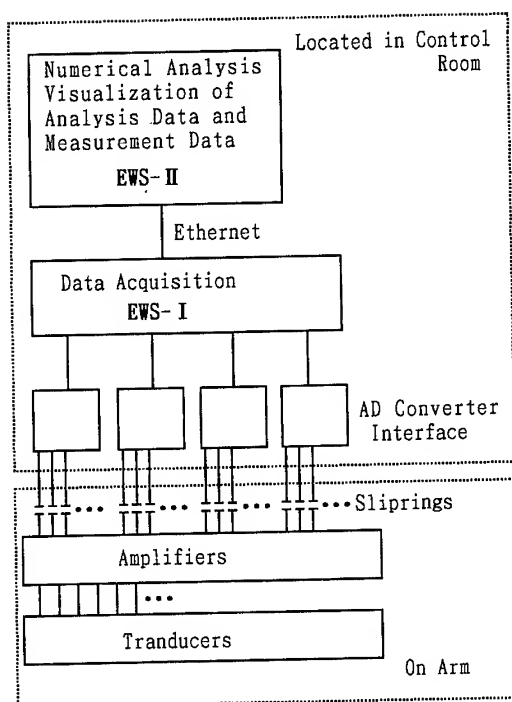 Located in Control
Room
Numerical Analysis
Visualization of
Analysis Data and
Measurement Data
EWS-Ⅱ
Ethernet
Data Acquisition
EWS-Ⅰ
AD Converter
Interface
Sliprings
Amplifiers
Tranducers
On Arm